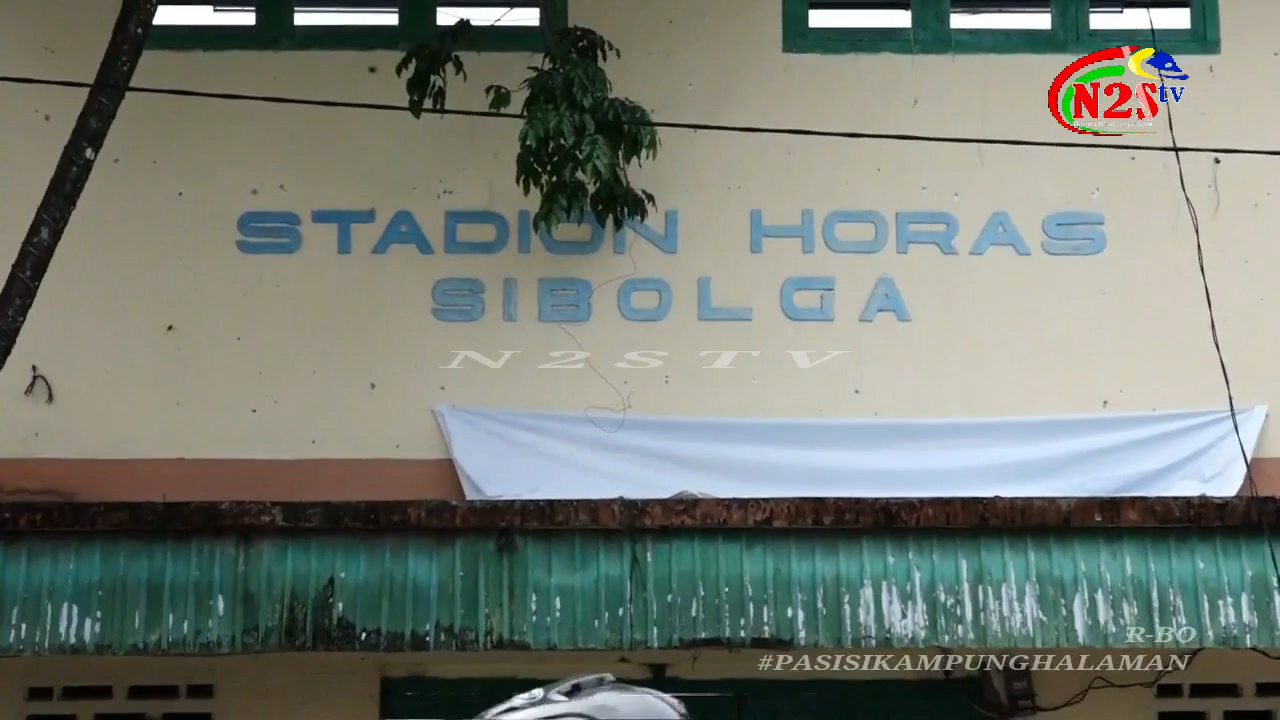 N2S tv
STADION HORAS
SIBOLGA
N2STV
R-BO
#PASISIKAMPUNGHALAMAN